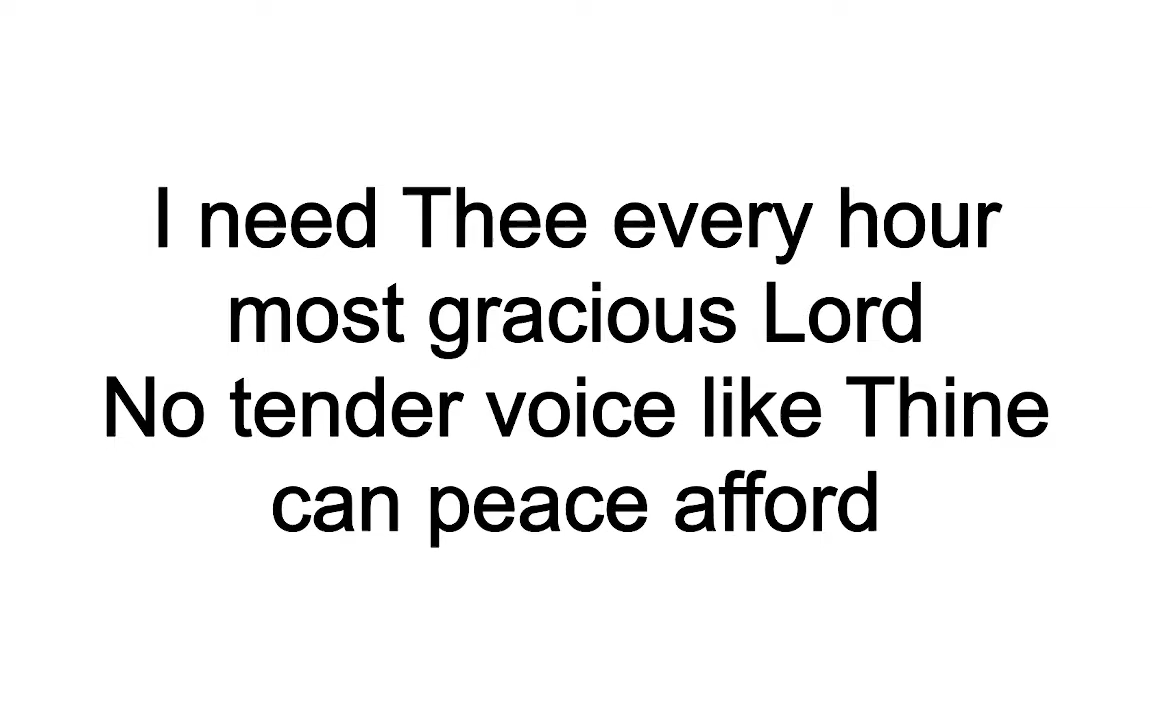 I need Thee every hour
most gracious Lord
No tender voice like Thine
can peace afford